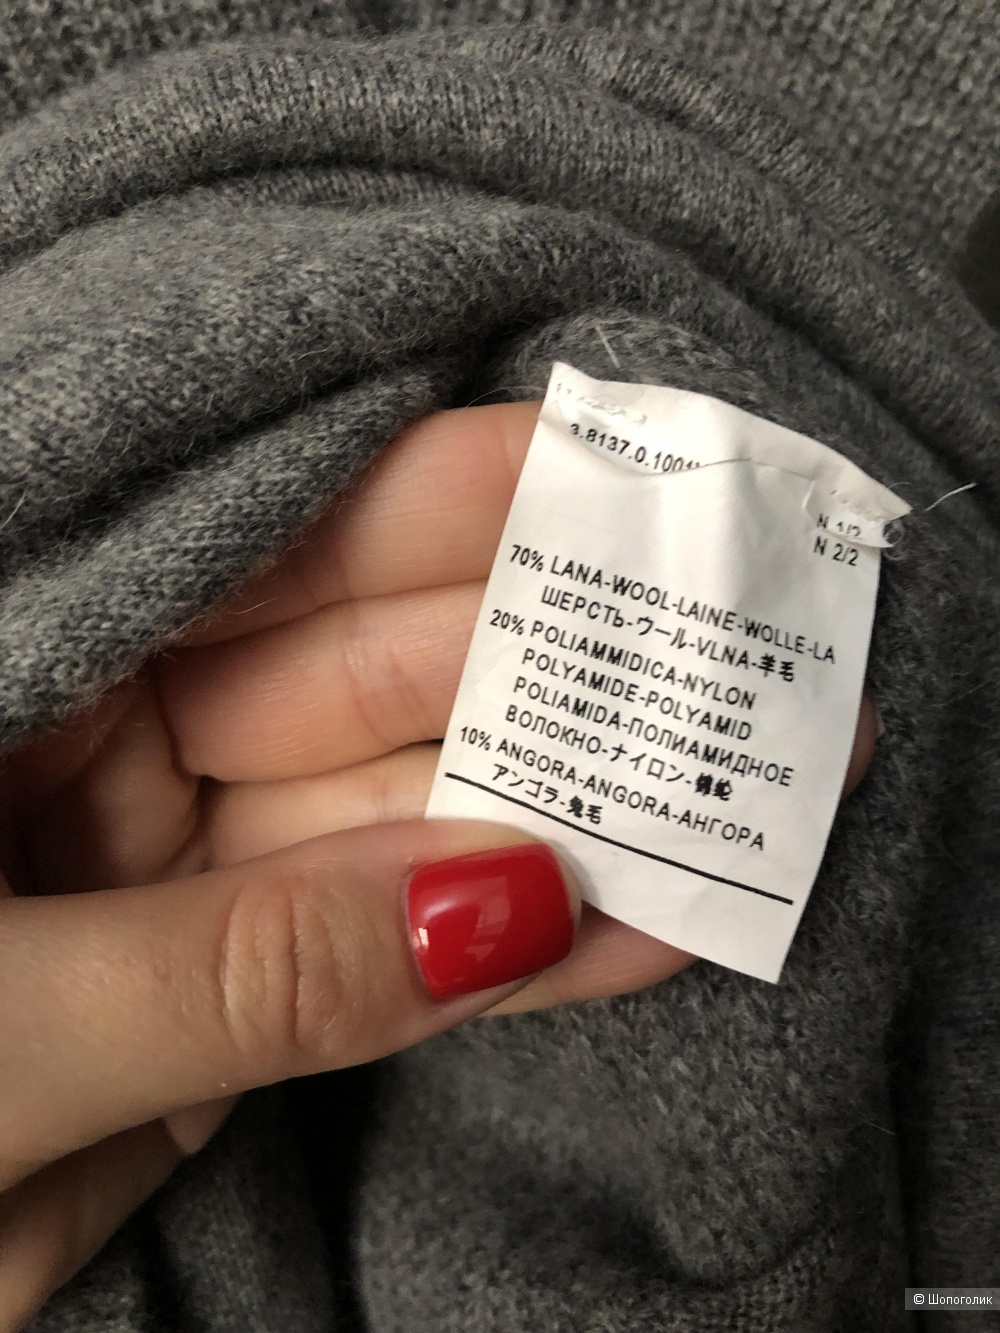 3.8137.0.1001
N 1/2
N 2/2
70% LANA-WOOL-LAINE-WOLLE-LA
ШЕРСТЬ-ウール-VLNA-羊毛
20% POLIAMMIDICA-NYLON
POLYAMIDE-POLYAMID
POLIAMIDA-ПОЛИАМИДНОЕ
ВОЛОКНО-ナイロン-锦纶
10% ANGORA-ANGORA-АНГОРА
アンゴラ-兔毛
© Шопоголик